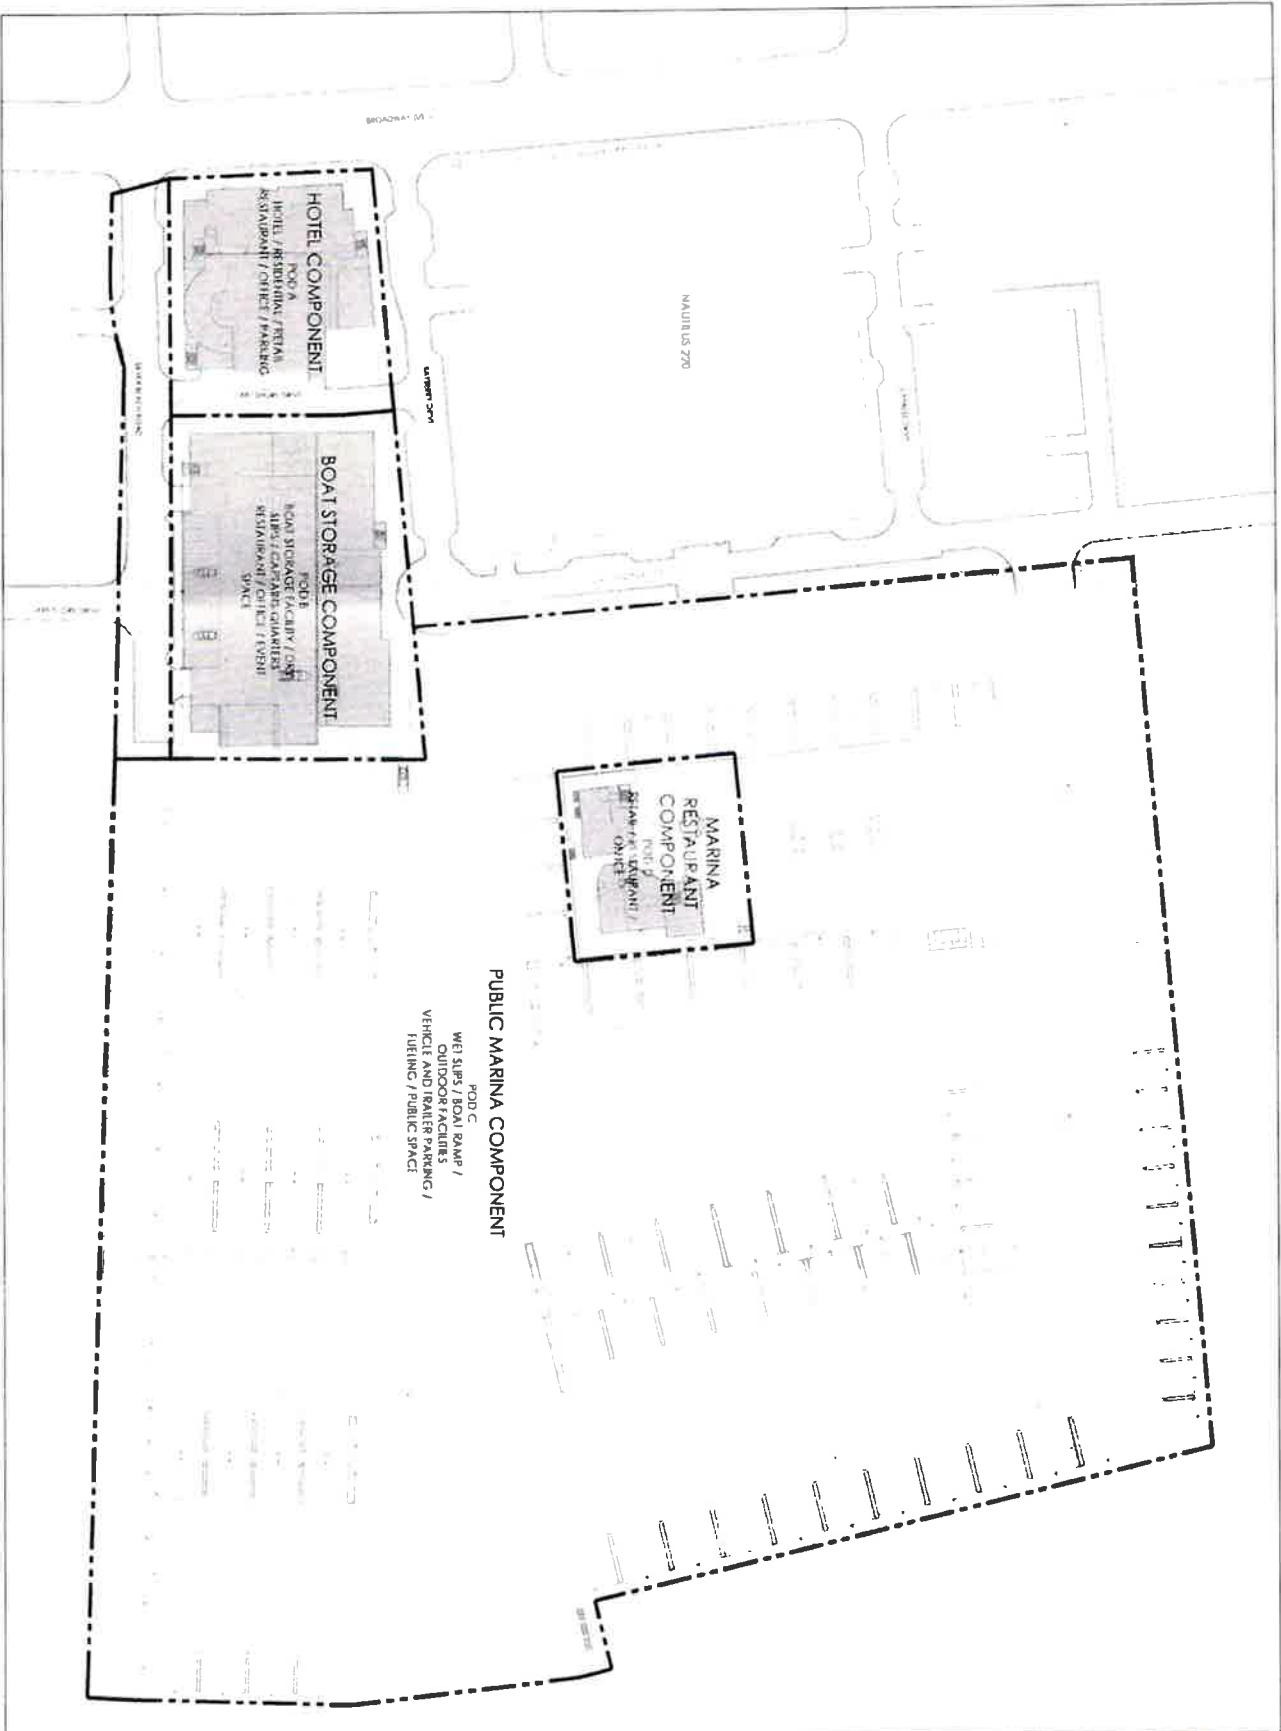 HOTEL COMPONENT
POD A
HOTEL / RESIDENTIAL / RETAIL
RESTAURANT / OFFICE / PARKING
BOAT STORAGE COMPONENT
POD B
BOAT STORAGE FACILITY / DRY
SLIPS / CAPTAINS QUARTERS
RESTAURANT / OFFICE / EVENT
SPACE
NAUTILUS 220
MARINA
RESTAURANT
COMPONENT
POD D
RESTAURANT /
OFFICE
PUBLIC MARINA COMPONENT
POD C
WET SLIPS / BOAT RAMP /
OUTDOOR FACILITIES
VEHICLE AND TRAILER PARKING /
FUELING / PUBLIC SPACE